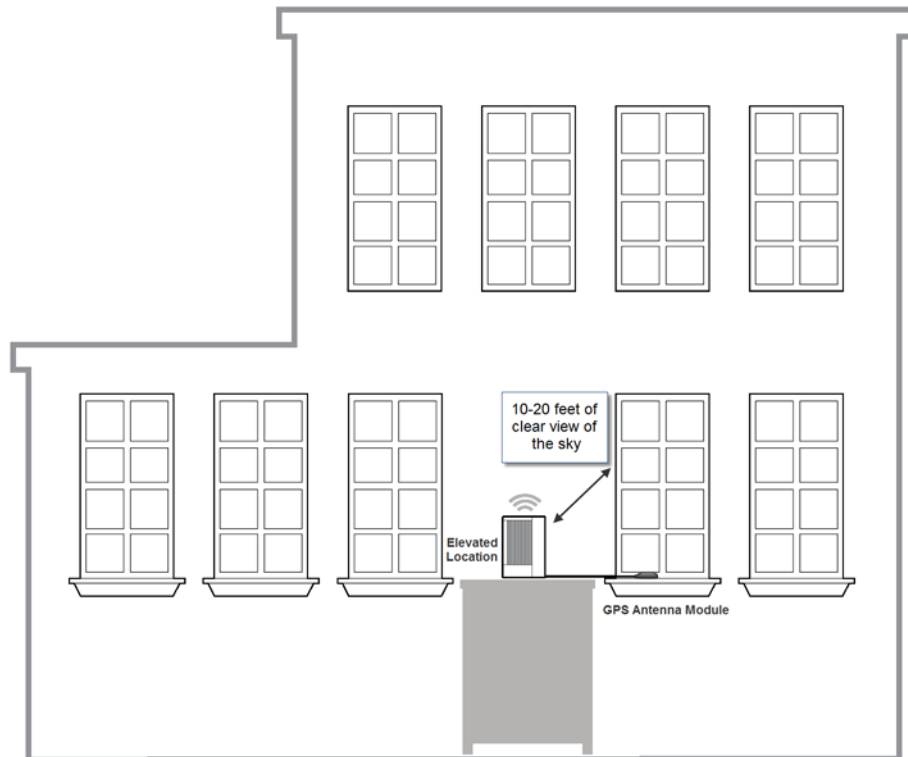 10-20 feet of
clear view of
the sky
Elevated
Location
GPS Antenna Module